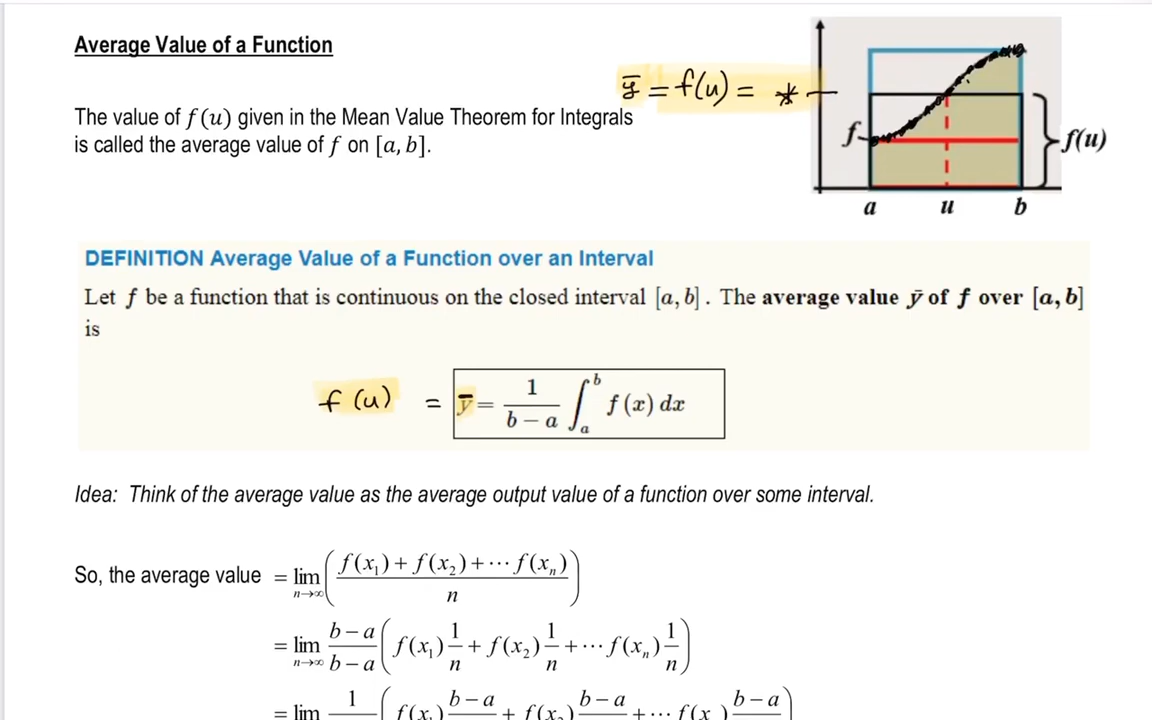 Average Value of a Function
ȳ = f(u) = *
The value of f(u) given in the Mean Value Theorem for Integrals
is called the average value of f on [a, b].
f
f(u)
a u b
DEFINITION Average Value of a Function over an Interval
Let f be a function that is continuous on the closed interval [a, b]. The average value ȳ of f over [a, b]
is
f(u) = ȳ = 1/(b − a) ∫_a^b f(x) dx
Idea: Think of the average value as the average output value of a function over some interval.
So, the average value = lim_{n→∞} ( (f(x₁) + f(x₂) + ⋯ f(xₙ)) / n )
= lim_{n→∞} (b − a)/(b − a) ( f(x₁) 1/n + f(x₂) 1/n + ⋯ f(xₙ) 1/n )
= lim 1 ( f(x (b − a) + f(x (b − a) + ⋯ f(x ) (b − a) )